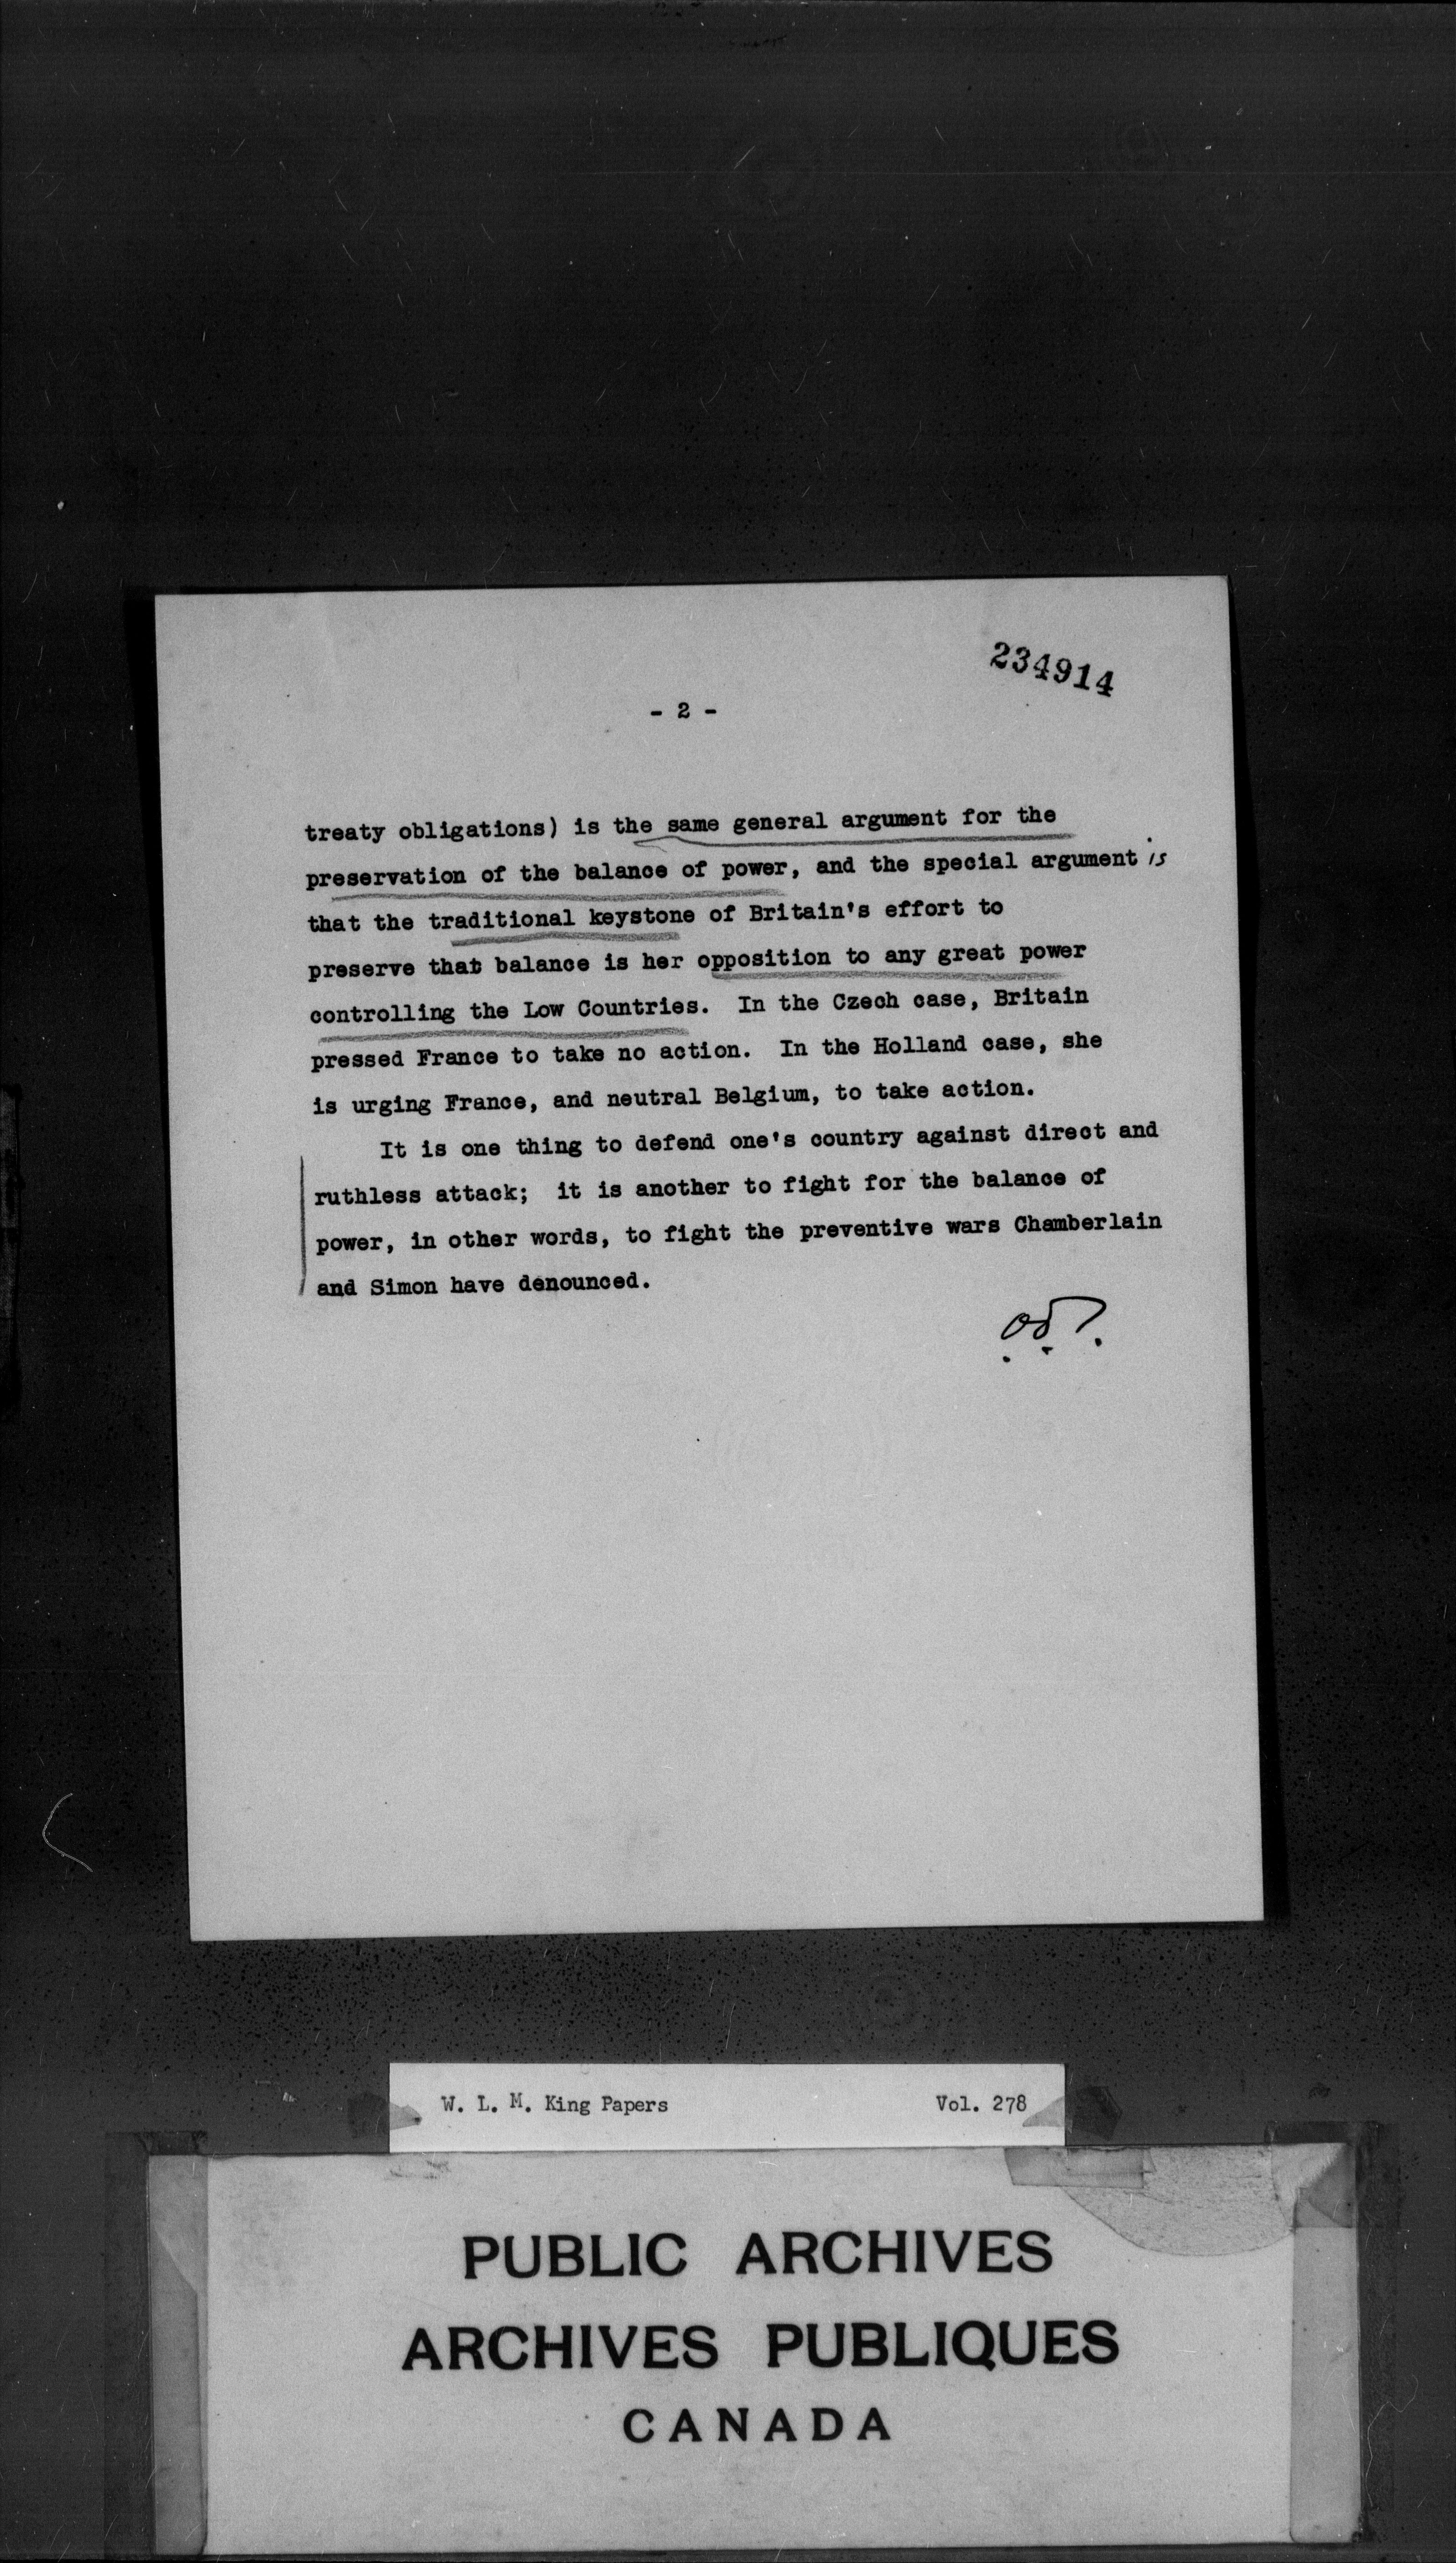 234914
- 2 -
treaty obligations) is the same general argument for the
preservation of the balance of power, and the special argument is
that the traditional keystone of Britain's effort to
preserve that balance is her opposition to any great power
controlling the Low Countries. In the Czech case, Britain
pressed France to take no action. In the Holland case, she
is urging France, and neutral Belgium, to take action.
It is one thing to defend one's country against direct and
ruthless attack; it is another to fight for the balance of
power, in other words, to fight the preventive wars Chamberlain
and Simon have denounced.
W. L. M. King Papers Vol. 278
PUBLIC ARCHIVES
ARCHIVES PUBLIQUES
CANADA